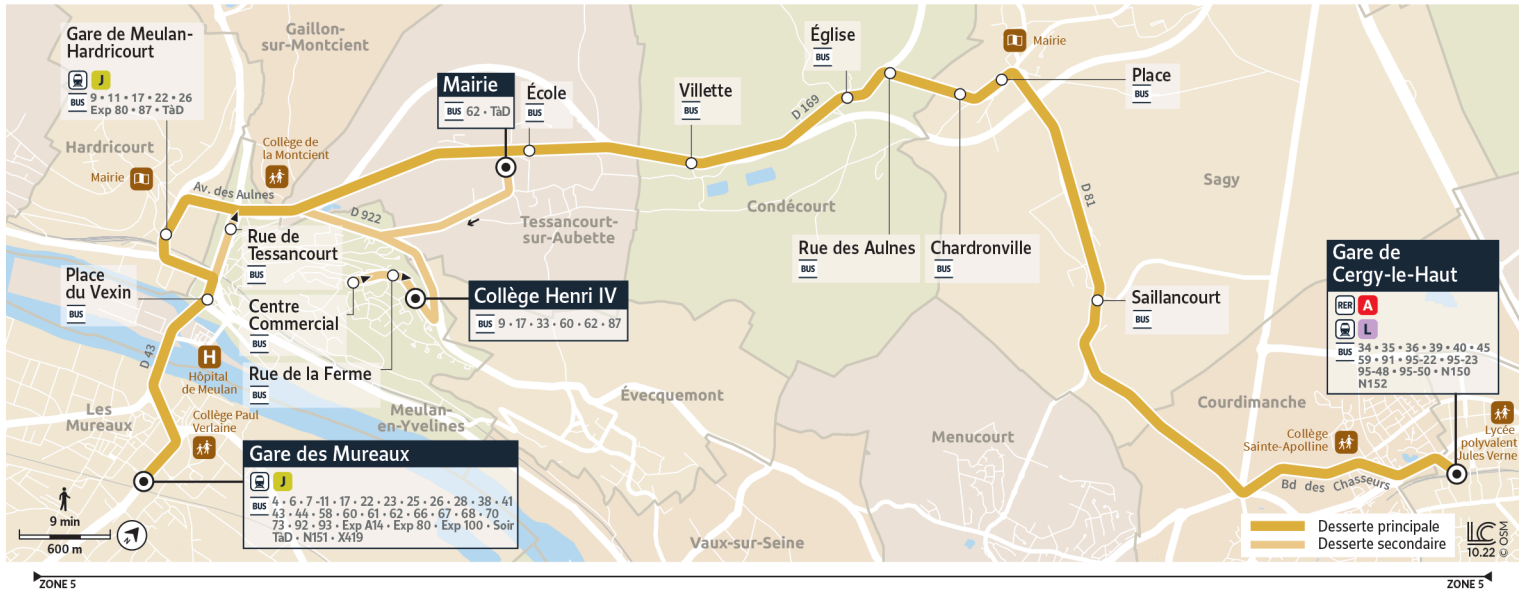 Gare de Meulan-
Hardricourt
J
BUS 9 • 11 • 17 • 22 • 26
Exp 80 • 87 • TàD
Gaillon-
sur-Montcient
Hardricourt
Mairie
Collège de
la Montcient
Av. des Aulnes
D 922
Mairie
BUS 62 • TàD
École
BUS
Villette
BUS
Église
BUS
D 169
Mairie
Place
BUS
Tessancourt-
sur-Aubette
Condécourt
Sagy
D 81
Rue des Aulnes
BUS
Chardronville
BUS
Rue de
Tessancourt
BUS
Place
du Vexin
BUS
Centre
Commercial
BUS
Rue de la Ferme
BUS
Collège Henri IV
BUS 9 • 17 • 33 • 60 • 62 • 87
Saillancourt
BUS
Gare de
Cergy-le-Haut
RER A
L
BUS 34 • 35 • 36 • 39 • 40 • 45
59 • 91 • 95-22 • 95-23
95-48 • 95-50 • N150
N152
D 43
H
Hôpital
de Meulan
Les
Mureaux
Collège Paul
Verlaine
Meulan-
en-Yvelines
Évecquemont
Menucourt
Courdimanche
Collège
Sainte-Apolline
Lycée
polyvalent
Jules Verne
Bd des Chasseurs
Gare des Mureaux
J
BUS 4 • 6 • 7 -11 • 17 • 22 • 23 • 25 • 26 • 28 • 38 • 41
43 • 44 • 58 • 60 • 61 • 62 • 66 • 67 • 68 • 70
73 • 92 • 93 • Exp A14 • Exp 80 • Exp 100 • Soir
TàD • N151 • X419
Vaux-sur-Seine
9 min
600 m
N
Desserte principale
Desserte secondaire
LC
10.22
© OSM
ZONE 5
ZONE 5